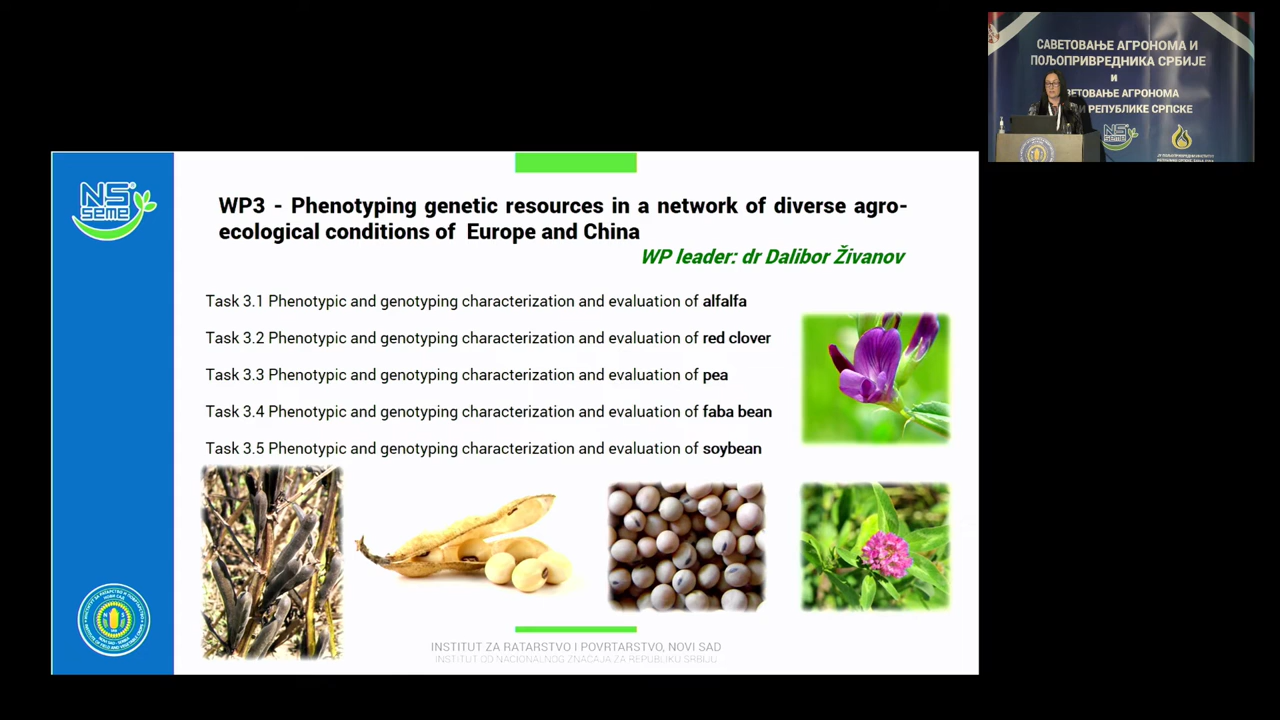 САВЕТОВАЊЕ АГРОНОМА И
ПОЉОПРИВРЕДНИКА СРБИЈЕ
и
ВЕТОВАЊЕ АГРОНОМА
И РЕПУБЛИКЕ СРПСКЕ
NS
seme
NS®
seme
WP3 - Phenotyping genetic resources in a network of diverse agro-
ecological conditions of Europe and China
WP leader: dr Dalibor Živanov
Task 3.1 Phenotypic and genotyping characterization and evaluation of alfalfa
Task 3.2 Phenotypic and genotyping characterization and evaluation of red clover
Task 3.3 Phenotypic and genotyping characterization and evaluation of pea
Task 3.4 Phenotypic and genotyping characterization and evaluation of faba bean
Task 3.5 Phenotypic and genotyping characterization and evaluation of soybean
INSTITUT ZA RATARSTVO I POVRTARSTVO, NOVI SAD
INSTITUT OD NACIONALNOG ZNAČAJA ZA REPUBLIKU SRBIJU